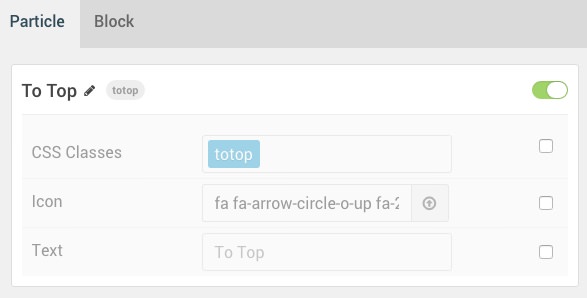 Particle Block
To Top totop
CSS Classes totop
Icon fa fa-arrow-circle-o-up fa-2
Text To Top